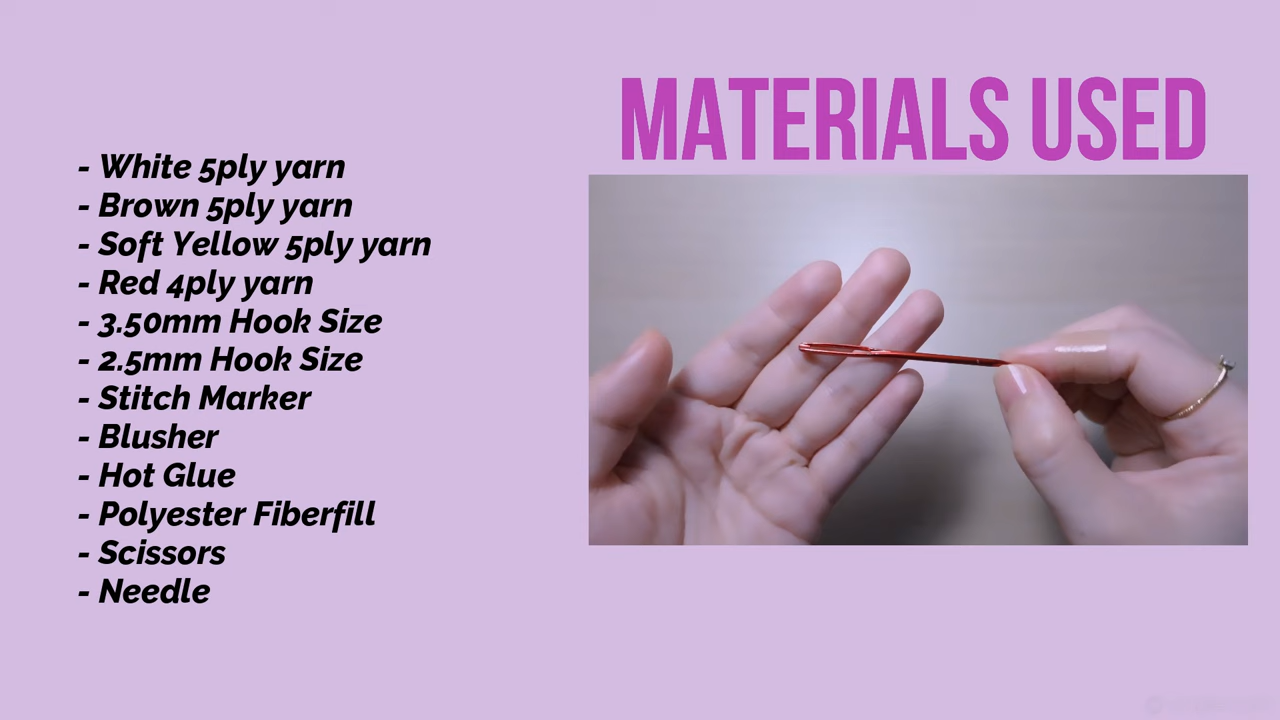 MATERIALS USED
- White 5ply yarn
- Brown 5ply yarn
- Soft Yellow 5ply yarn
- Red 4ply yarn
- 3.50mm Hook Size
- 2.5mm Hook Size
- Stitch Marker
- Blusher
- Hot Glue
- Polyester Fiberfill
- Scissors
- Needle